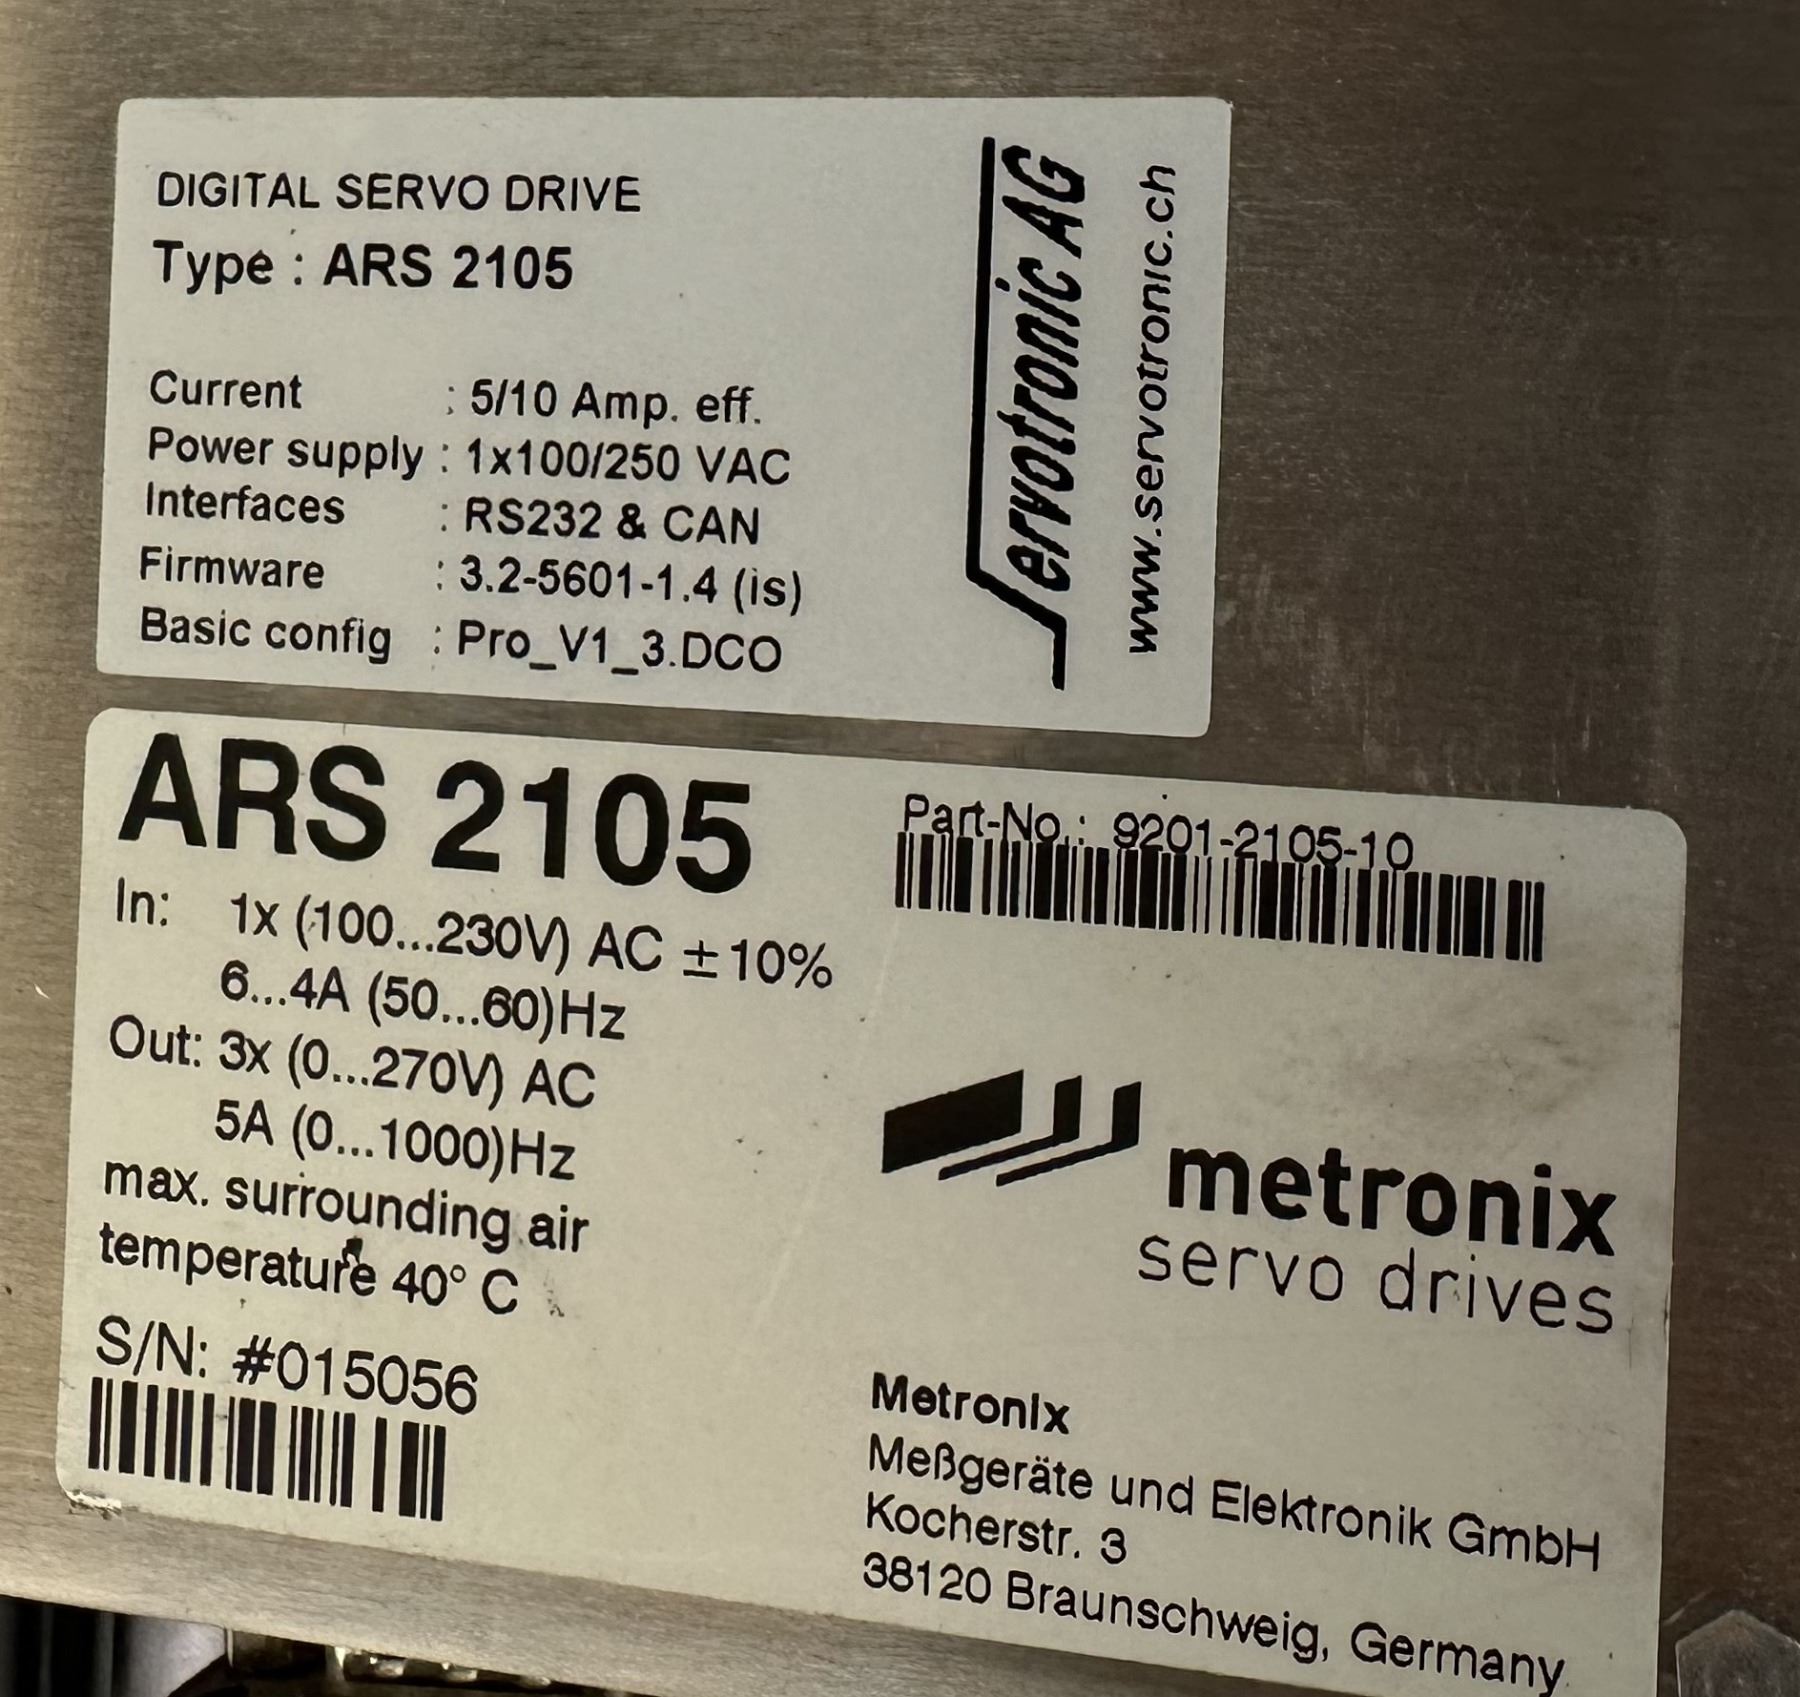 DIGITAL SERVO DRIVE
Type : ARS 2105
Current : 5/10 Amp. eff.
Power supply : 1x100/250 VAC
Interfaces : RS232 & CAN
Firmware : 3.2-5601-1.4 (is)
Basic config : Pro_V1_3.DCO
Servotronic AG
www.servotronic.ch
ARS 2105
In: 1x (100...230V) AC ±10%
6...4A (50...60)Hz
Out: 3x (0...270V) AC
5A (0...1000)Hz
max. surrounding air
temperature 40° C
S/N: #015056
Part-No.: 9201-2105-10
metronix
servo drives
Metronix
Meßgeräte und Elektronik GmbH
Kocherstr. 3
38120 Braunschweig, Germany